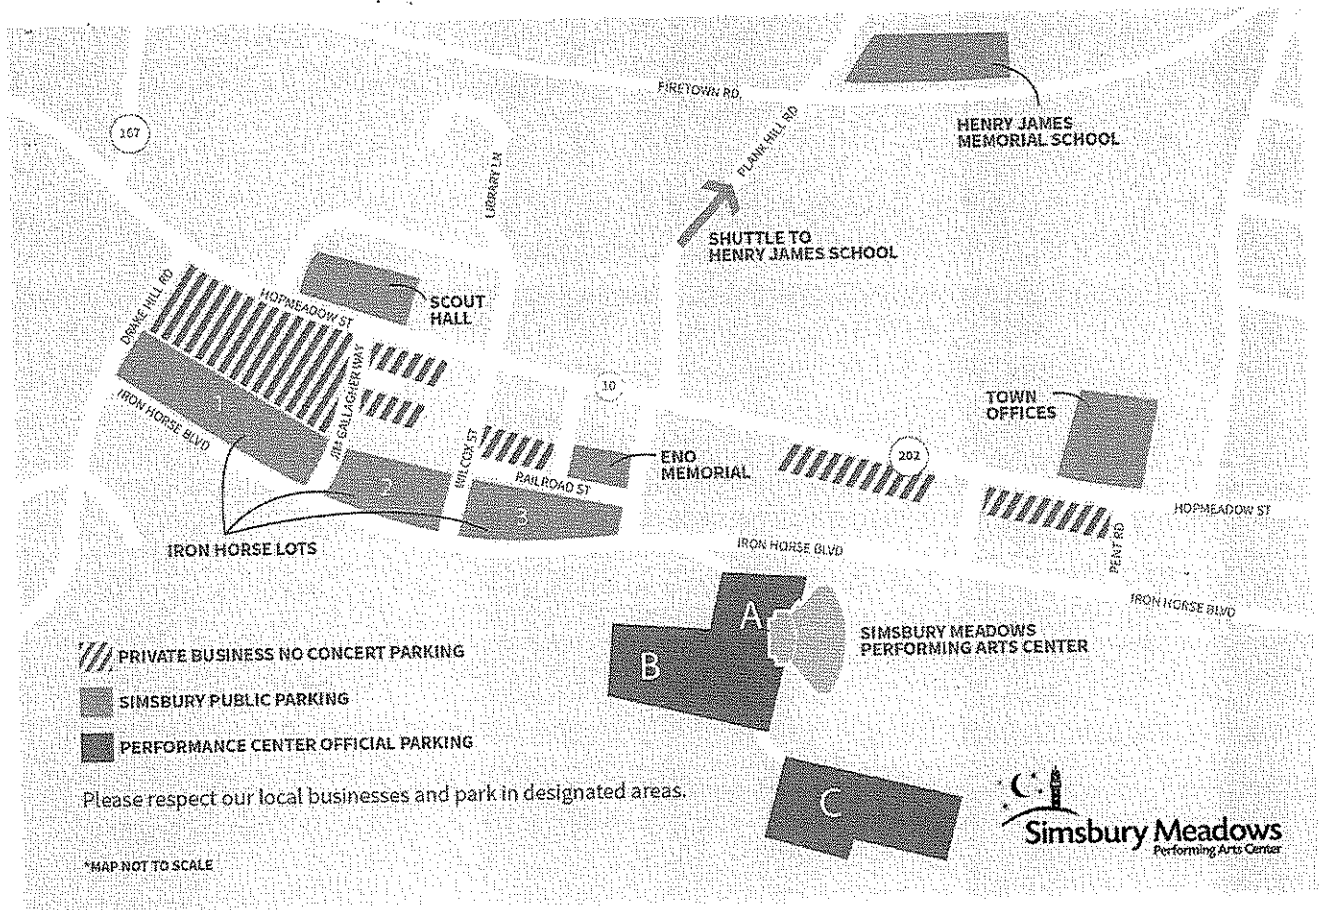 FIRETOWN RD.
HENRY JAMES
MEMORIAL SCHOOL
167
PLANK HILL RD
LIBRARY LN
SHUTTLE TO
HENRY JAMES SCHOOL
DRAKE HILL RD
HOPMEADOW ST
SCOUT
HALL
JIM GALLAGHER WAY
10
TOWN
OFFICES
1
IRON HORSE BLVD
WILCOX ST
ENO
MEMORIAL
202
2
RAILROAD ST
3
HOPMEADOW ST
PENT RD
IRON HORSE LOTS
IRON HORSE BLVD
IRON HORSE BLVD
A
B
SIMSBURY MEADOWS
PERFORMING ARTS CENTER
PRIVATE BUSINESS NO CONCERT PARKING
SIMSBURY PUBLIC PARKING
PERFORMANCE CENTER OFFICIAL PARKING
Please respect our local businesses and park in designated areas.
C
Simsbury Meadows
Performing Arts Center
*MAP NOT TO SCALE